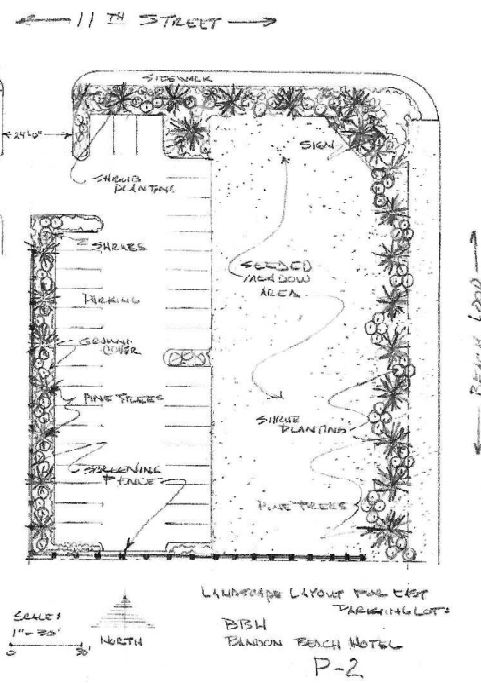 11TH STREET
SIDEWALK
24'-0"
SIGN
SHRUB
PLANTING
SHRUBS
SEEDED
MEADOW
AREA
PARKING
GROUND
COVER
PINE TREES
SHRUB
PLANTING
SCREENING
FENCE
PINE TREES
BEACH LOOP
LANDSCAPE LAYOUT FOR EAST
PARKING LOT:
SCALE:
1"-30'
0 30'
NORTH
BBH
BANDON BEACH HOTEL
P-2